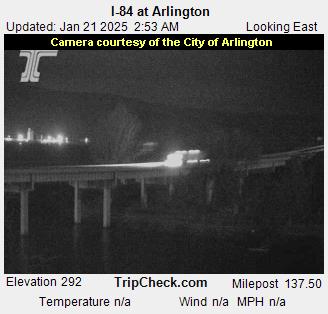 I-84 at Arlington
Updated: Jan 21 2025  2:53 AM Looking East
Camera courtesy of the City of Arlington
Elevation 292 TripCheck.com Milepost 137.50
Temperature n/a Wind n/a MPH n/a